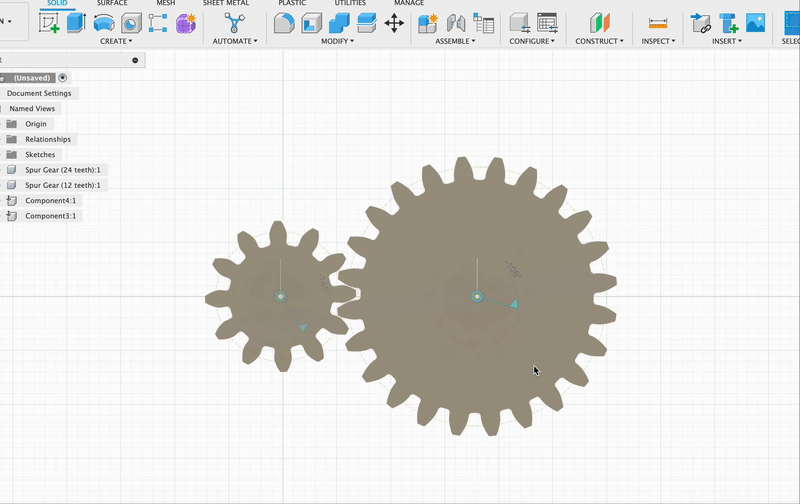 SOLID SURFACE MESH SHEET METAL PLASTIC UTILITIES MANAGE
CREATE AUTOMATE MODIFY ASSEMBLE CONFIGURE CONSTRUCT INSPECT INSERT SELEC
(Unsaved)
Document Settings
Named Views
Origin
Relationships
Sketches
Spur Gear (24 teeth):1
Spur Gear (12 teeth):1
Component4:1
Component3:1